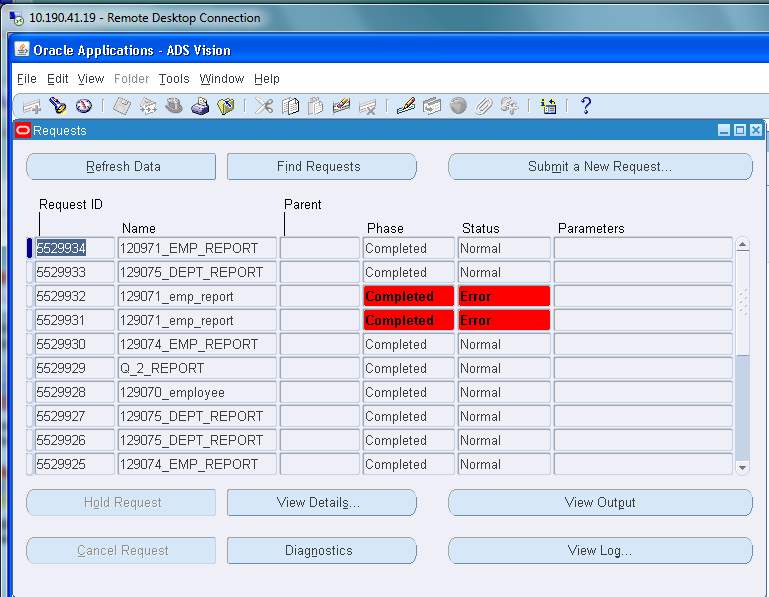 10.190.41.19 - Remote Desktop Connection
Oracle Applications - ADS Vision
File Edit View Folder Tools Window Help
?
Requests
Refresh Data Find Requests Submit a New Request...
Request ID Parent
Name Phase Status Parameters
5529934 120971_EMP_REPORT Completed Normal
5529933 129075_DEPT_REPORT Completed Normal
5529932 129071_emp_report Completed Error
5529931 129071_emp_report Completed Error
5529930 129074_EMP_REPORT Completed Normal
5529929 Q_2_REPORT Completed Normal
5529928 129070_employee Completed Normal
5529927 129075_DEPT_REPORT Completed Normal
5529926 129075_DEPT_REPORT Completed Normal
5529925 129074_EMP_REPORT Completed Normal
Hold Request View Details... View Output
Cancel Request Diagnostics View Log...